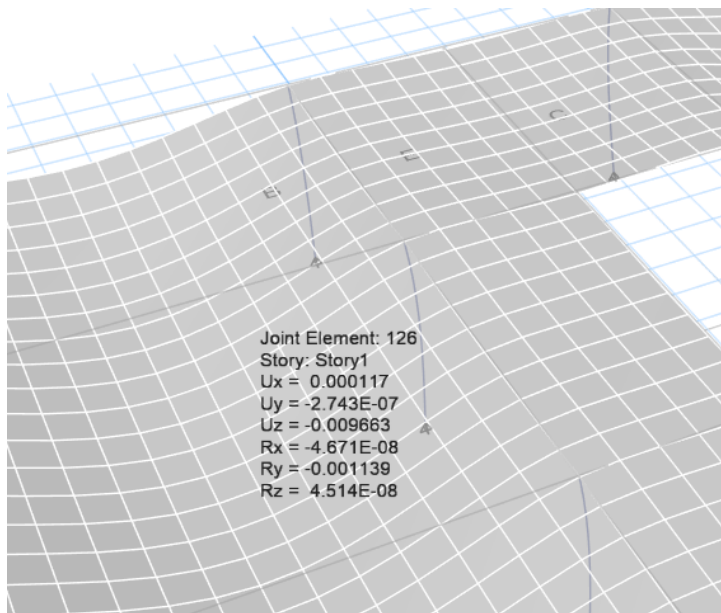 C
E
Joint Element: 126
Story: Story1
Ux = 0.000117
Uy = -2.743E-07
Uz = -0.009663
Rx = -4.671E-08
Ry = -0.001139
Rz = 4.514E-08